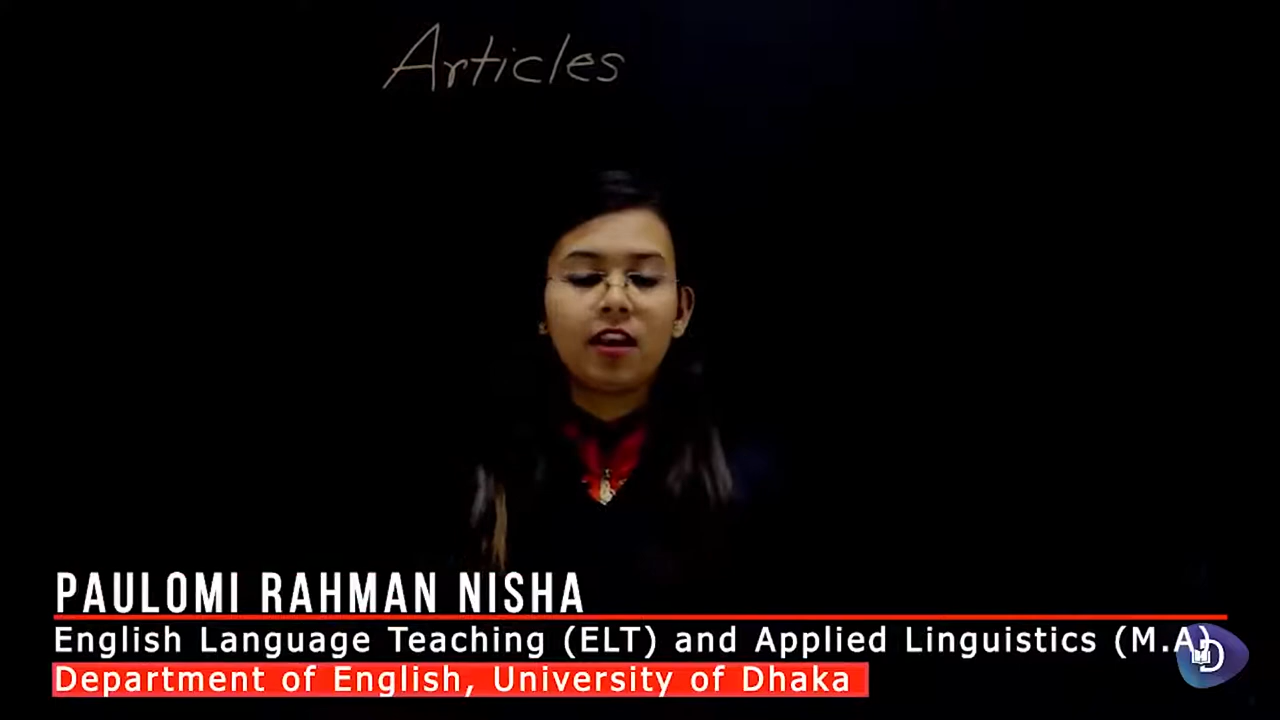 Articles
PAULOMI RAHMAN NISHA
English Language Teaching (ELT) and Applied Linguistics (M.A)
Department of English, University of Dhaka